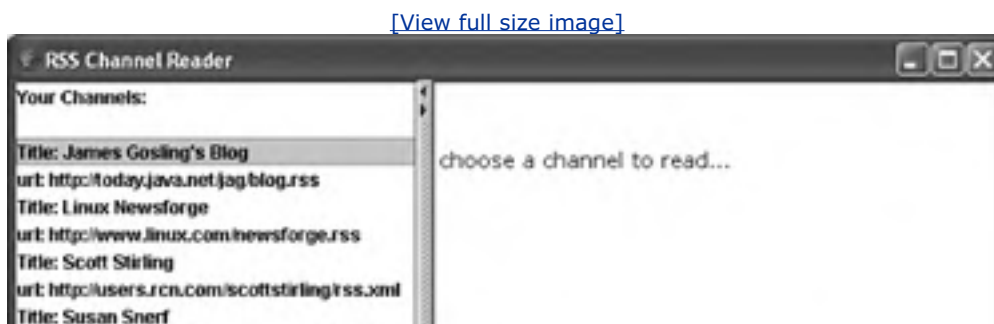 [View full size image]
RSS Channel Reader
Your Channels:
Title: James Gosling's Blog
url: http://today.java.net/jag/blog.rss
Title: Linux Newsforge
url: http://www.linux.com/newsforge.rss
Title: Scott Stirling
url: http://users.rcn.com/scottstirling/rss.xml
Title: Susan Snerf
choose a channel to read...